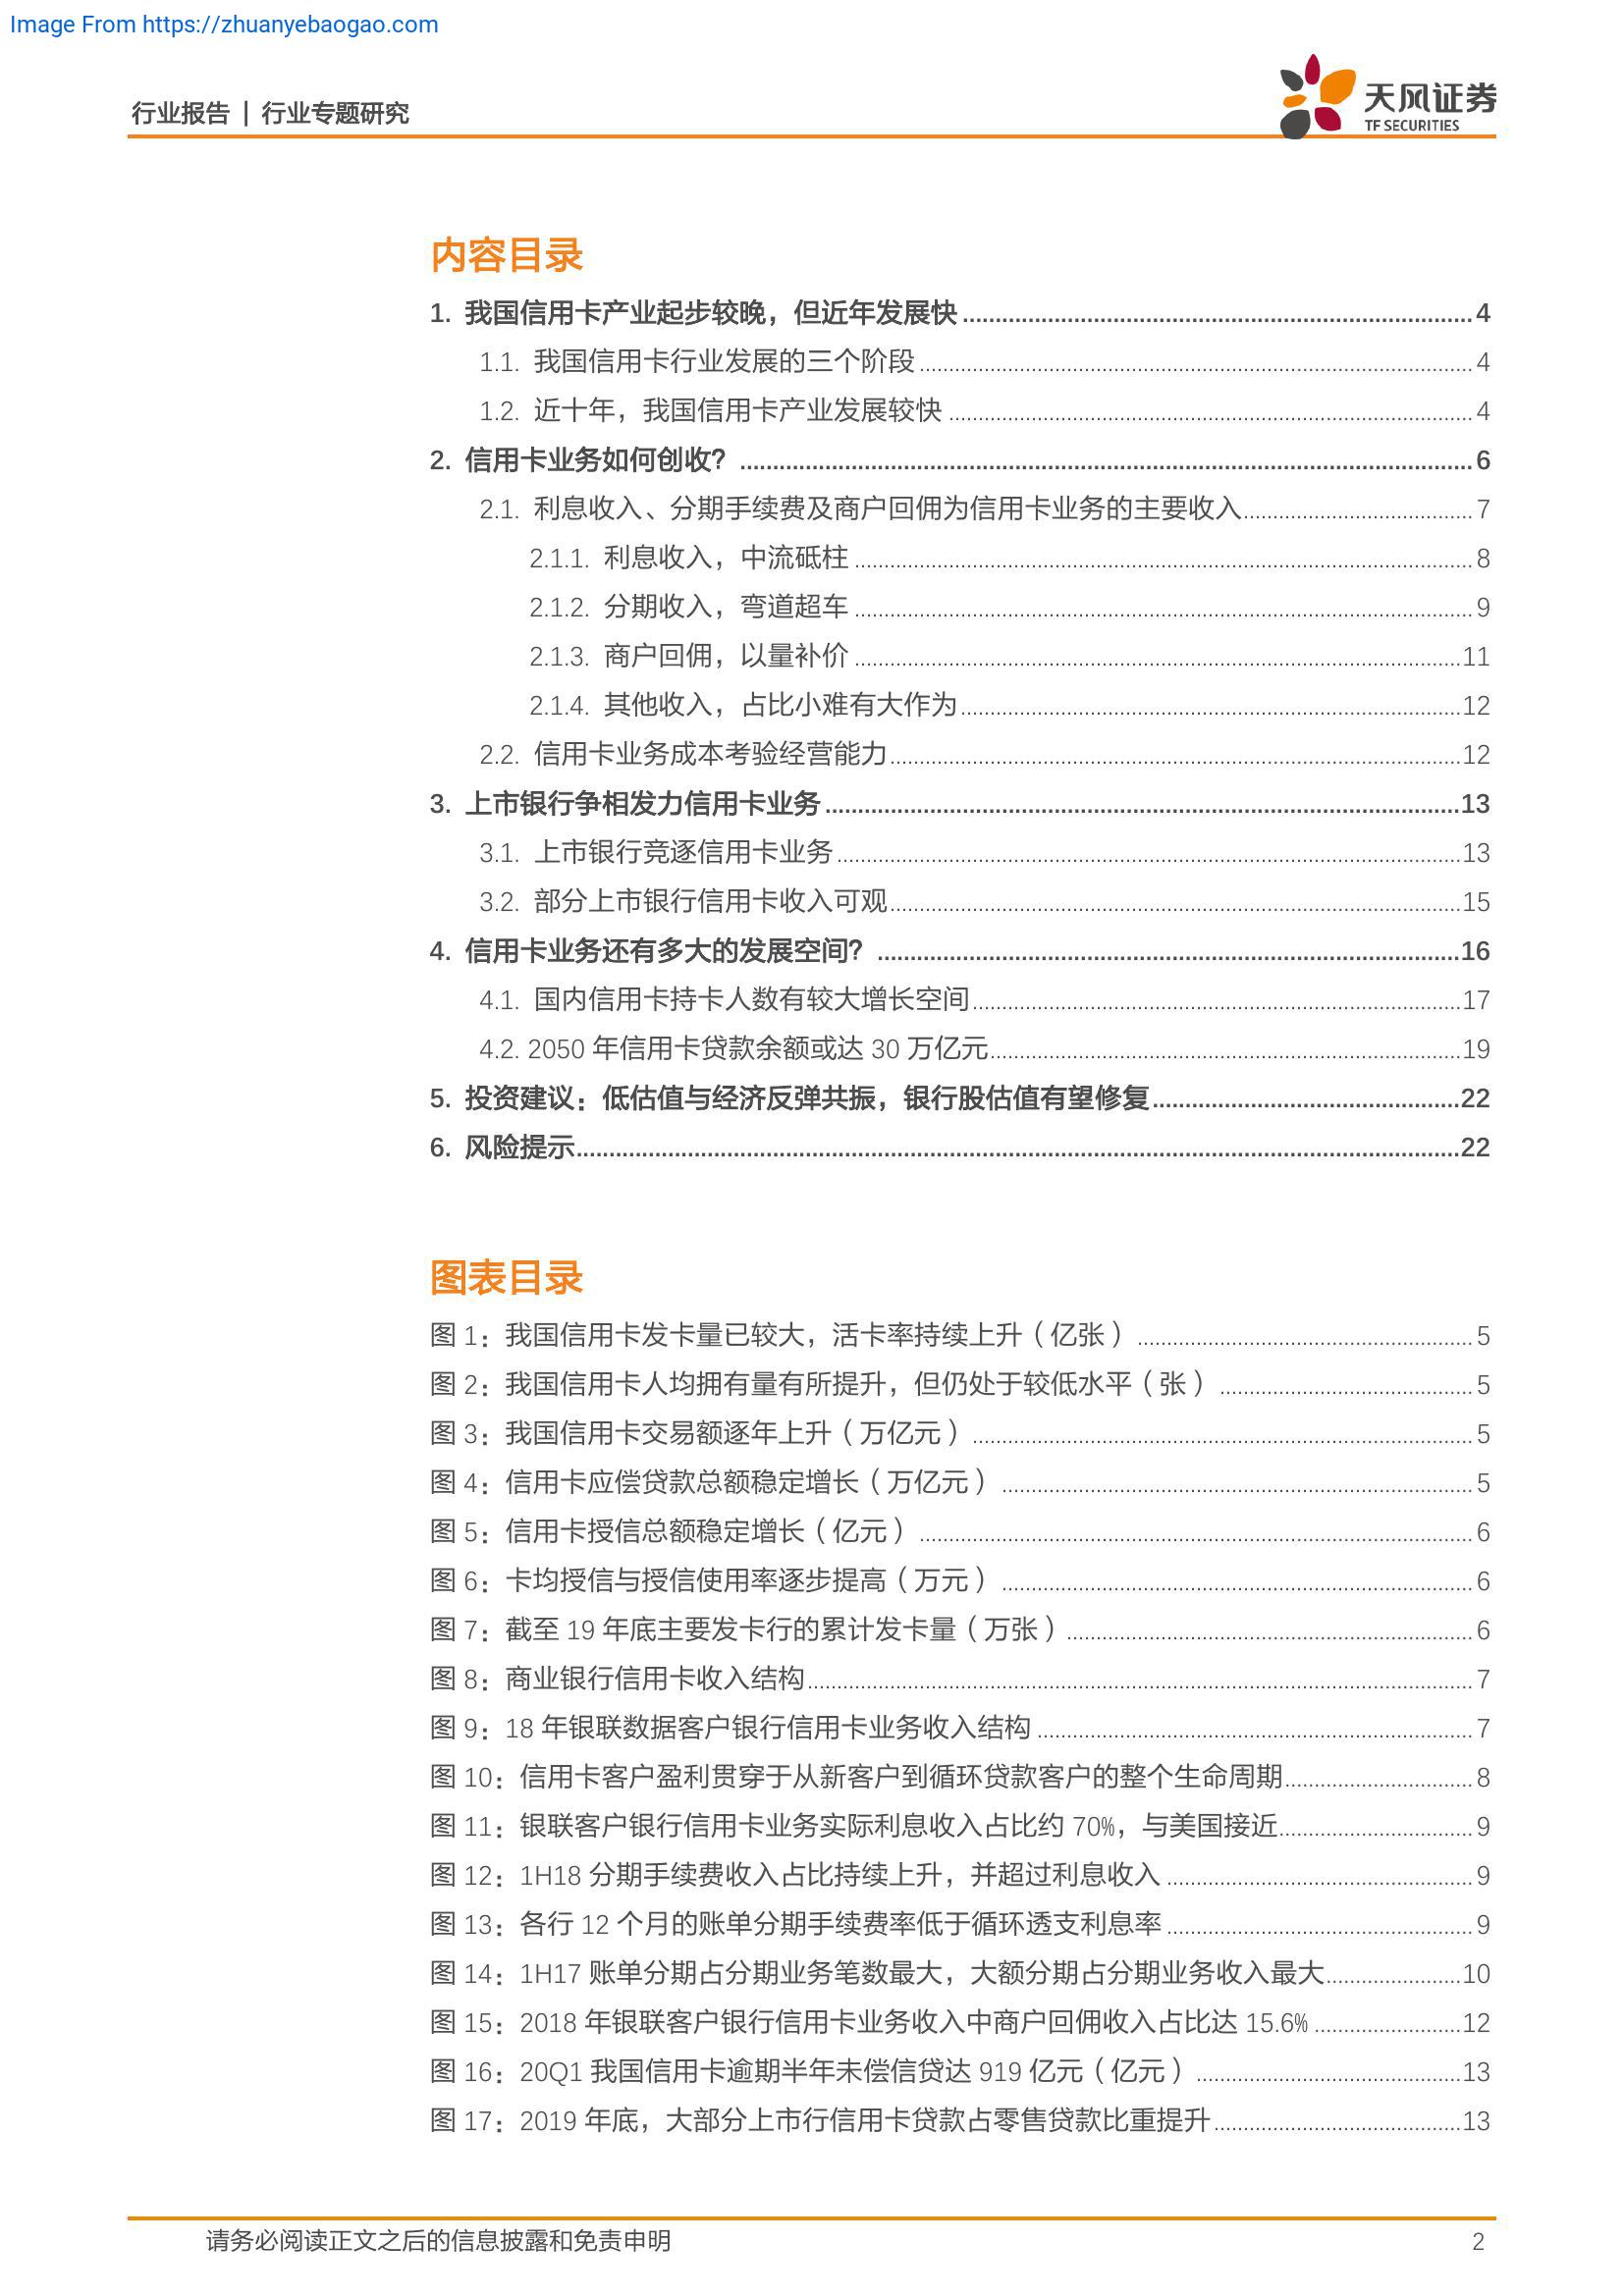 Image From https://zhuanyebaogao.com
行业报告 | 行业专题研究
天风证券
TF SECURITIES
内容目录
1. 我国信用卡产业起步较晚，但近年发展快 4
1.1. 我国信用卡行业发展的三个阶段 4
1.2. 近十年，我国信用卡产业发展较快 4
2. 信用卡业务如何创收？ 6
2.1. 利息收入、分期手续费及商户回佣为信用卡业务的主要收入 7
2.1.1. 利息收入，中流砥柱 8
2.1.2. 分期收入，弯道超车 9
2.1.3. 商户回佣，以量补价 11
2.1.4. 其他收入，占比小难有大作为 12
2.2. 信用卡业务成本考验经营能力 12
3. 上市银行争相发力信用卡业务 13
3.1. 上市银行竞逐信用卡业务 13
3.2. 部分上市银行信用卡收入可观 15
4. 信用卡业务还有多大的发展空间？ 16
4.1. 国内信用卡持卡人数有较大增长空间 17
4.2. 2050 年信用卡贷款余额或达 30 万亿元 19
5. 投资建议：低估值与经济反弹共振，银行股估值有望修复 22
6. 风险提示 22
图表目录
图 1：我国信用卡发卡量已较大，活卡率持续上升（亿张） 5
图 2：我国信用卡人均拥有量有所提升，但仍处于较低水平（张） 5
图 3：我国信用卡交易额逐年上升（万亿元） 5
图 4：信用卡应偿贷款总额稳定增长（万亿元） 5
图 5：信用卡授信总额稳定增长（亿元） 6
图 6：卡均授信与授信使用率逐步提高（万元） 6
图 7：截至 19 年底主要发卡行的累计发卡量（万张） 6
图 8：商业银行信用卡收入结构 7
图 9：18 年银联数据客户银行信用卡业务收入结构 7
图 10：信用卡客户盈利贯穿于从新客户到循环贷款客户的整个生命周期 8
图 11：银联客户银行信用卡业务实际利息收入占比约 70%，与美国接近 9
图 12：1H18 分期手续费收入占比持续上升，并超过利息收入 9
图 13：各行 12 个月的账单分期手续费率低于循环透支利息率 9
图 14：1H17 账单分期占分期业务笔数最大，大额分期占分期业务收入最大 10
图 15：2018 年银联客户银行信用卡业务收入中商户回佣收入占比达 15.6% 12
图 16：20Q1 我国信用卡逾期半年未偿信贷达 919 亿元（亿元） 13
图 17：2019 年底，大部分上市行信用卡贷款占零售贷款比重提升 13
请务必阅读正文之后的信息披露和免责申明 2